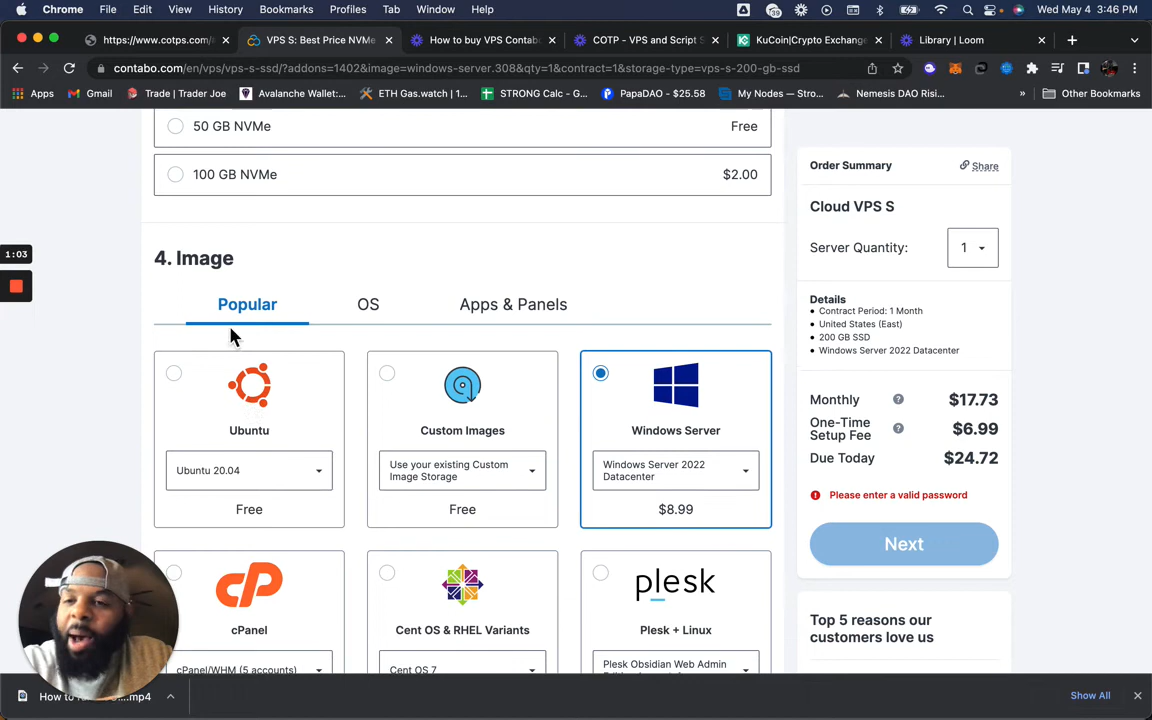 Chrome File Edit View History Bookmarks Profiles Tab Window Help 39 Wed May 4 3:46 PM
https://www.cotps.com/# VPS S: Best Price NVMe How to buy VPS Contab COTP - VPS and Script S KuCoin|Crypto Exchange Library | Loom
contabo.com/en/vps/vps-s-ssd/?addons=1402&image=windows-server.308&qty=1&contract=1&storage-type=vps-s-200-gb-ssd
Apps Gmail Trade | Trader Joe Avalanche Wallet:... ETH Gas.watch | 1... STRONG Calc - G... PapaDAO - $25.58 My Nodes — Stro... Nemesis DAO Risi... » Other Bookmarks
50 GB NVMe Free
100 GB NVMe $2.00
4. Image
Popular OS Apps & Panels
Ubuntu
Ubuntu 20.04
Free
Custom Images
Use your existing Custom
Image Storage
Free
Windows Server
Windows Server 2022
Datacenter
$8.99
cPanel
cPanel/WHM (5 accounts)
Cent OS & RHEL Variants
Cent OS 7
plesk
Plesk + Linux
Plesk Obsidian Web Admin
Order Summary Share
Cloud VPS S
Server Quantity: 1
Details
• Contract Period: 1 Month
• United States (East)
• 200 GB SSD
• Windows Server 2022 Datacenter
Monthly ? $17.73
One-Time
Setup Fee ? $6.99
Due Today $24.72
! Please enter a valid password
Next
Top 5 reasons our
customers love us
1:03
How to ....mp4
Show All